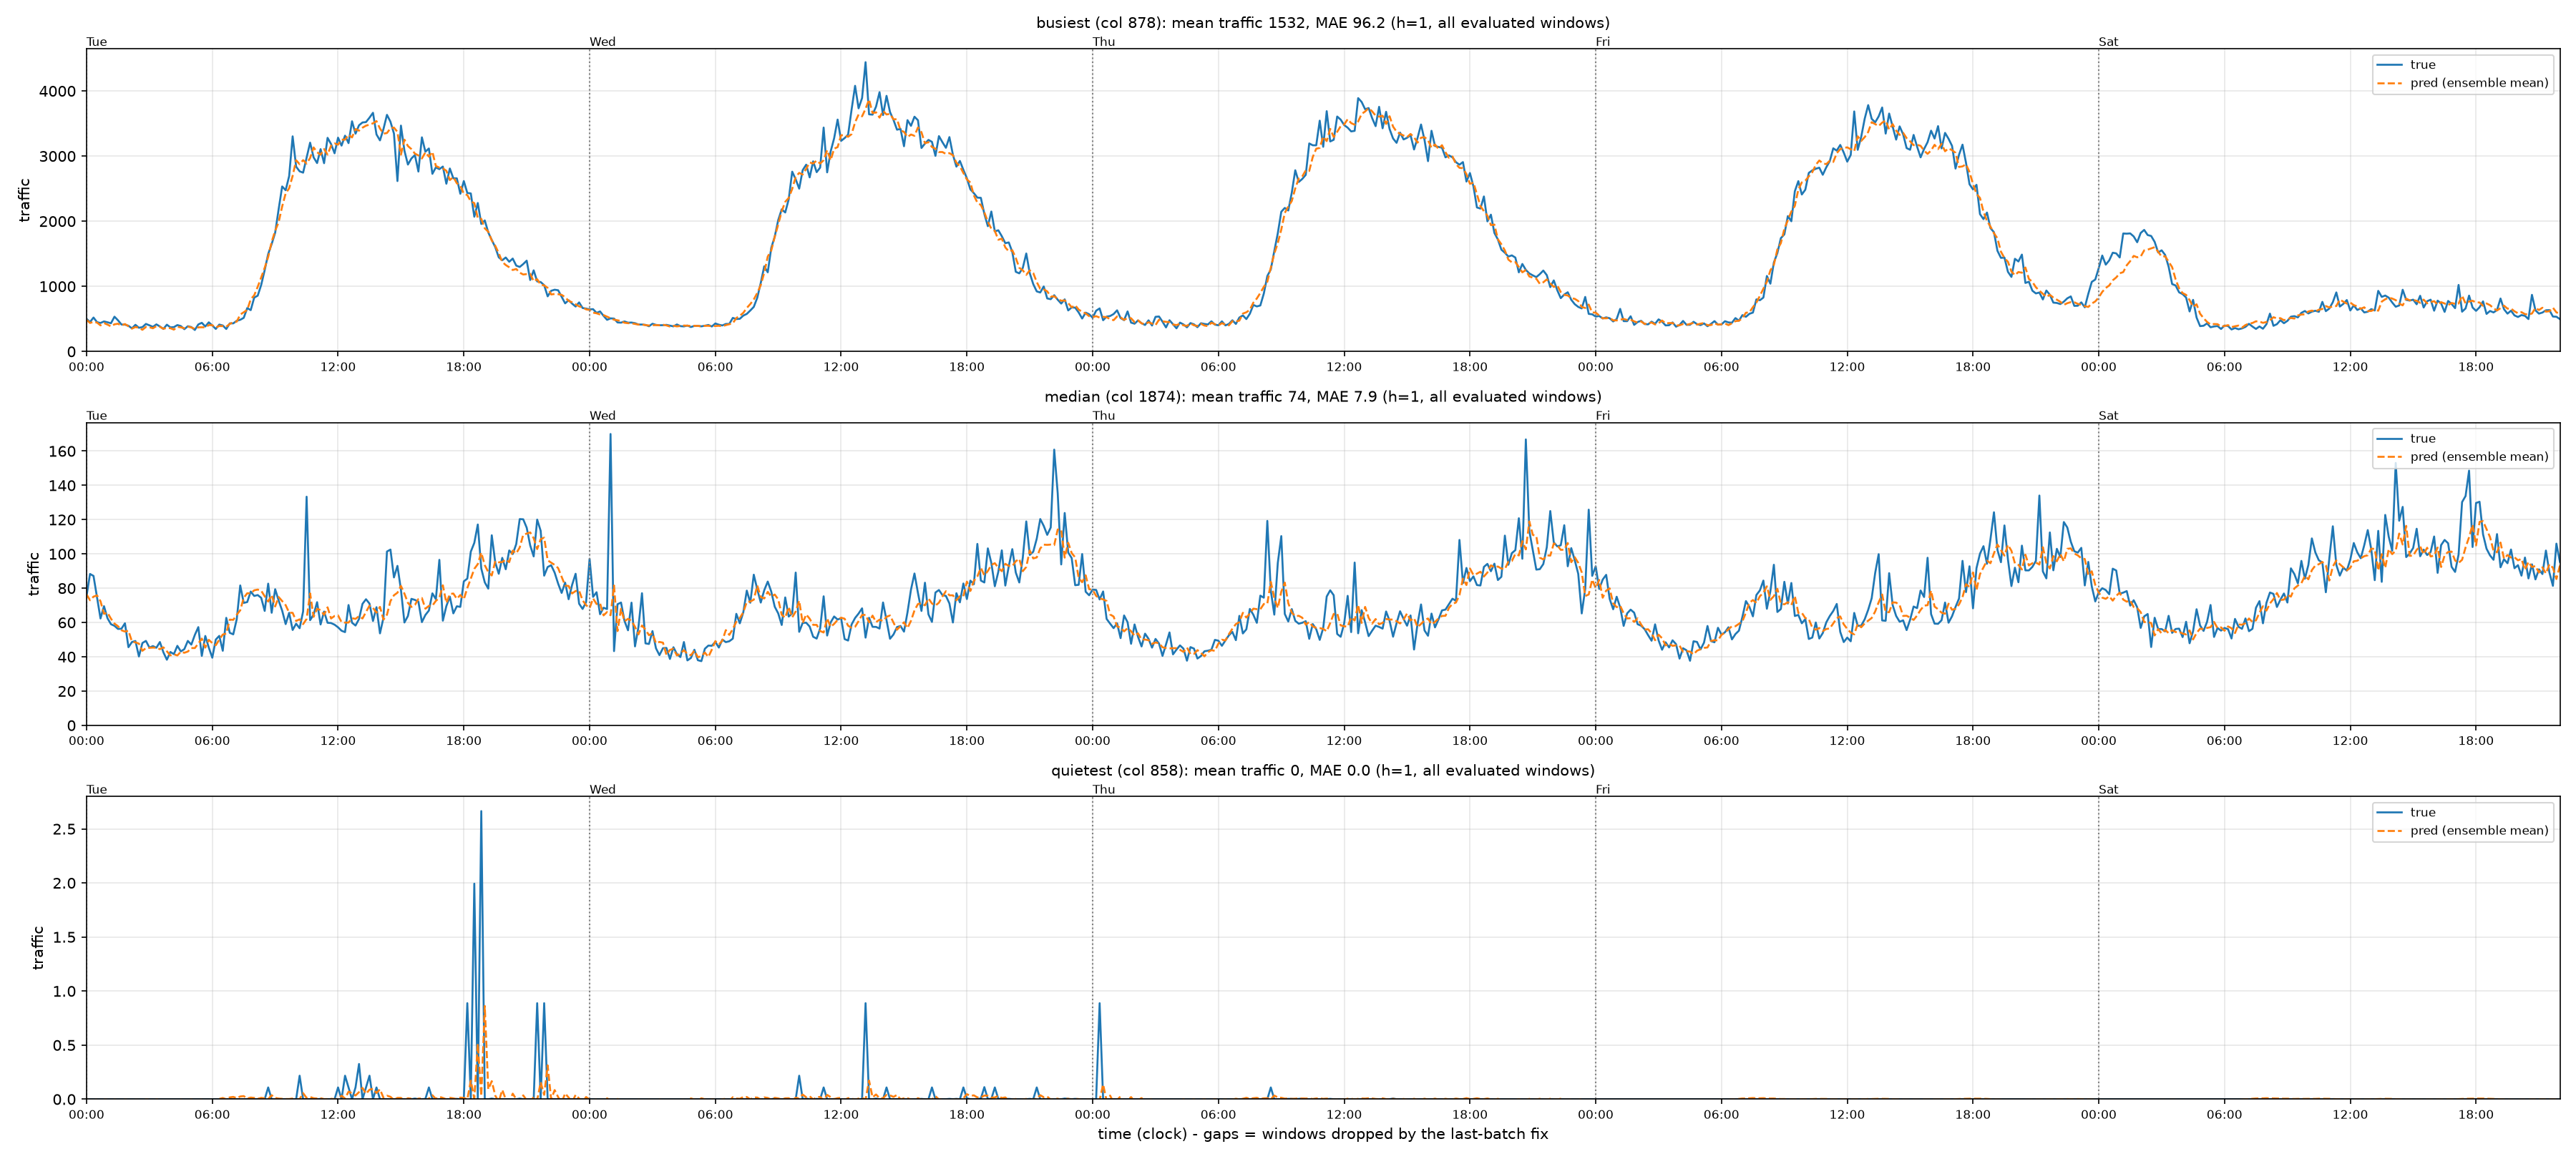 busiest (col 878): mean traffic 1532, MAE 96.2 (h=1, all evaluated windows)
Tue Wed Thu Fri Sat
true
pred (ensemble mean)
4000
3000
2000
1000
0
traffic
00:00 06:00 12:00 18:00 00:00 06:00 12:00 18:00 00:00 06:00 12:00 18:00 00:00 06:00 12:00 18:00 00:00 06:00 12:00 18:00
median (col 1874): mean traffic 74, MAE 7.9 (h=1, all evaluated windows)
Tue Wed Thu Fri Sat
true
pred (ensemble mean)
160
140
120
100
80
60
40
20
0
traffic
00:00 06:00 12:00 18:00 00:00 06:00 12:00 18:00 00:00 06:00 12:00 18:00 00:00 06:00 12:00 18:00 00:00 06:00 12:00 18:00
quietest (col 858): mean traffic 0, MAE 0.0 (h=1, all evaluated windows)
Tue Wed Thu Fri Sat
true
pred (ensemble mean)
2.5
2.0
1.5
1.0
0.5
0.0
traffic
00:00 06:00 12:00 18:00 00:00 06:00 12:00 18:00 00:00 06:00 12:00 18:00 00:00 06:00 12:00 18:00 00:00 06:00 12:00 18:00
time (clock) - gaps = windows dropped by the last-batch fix